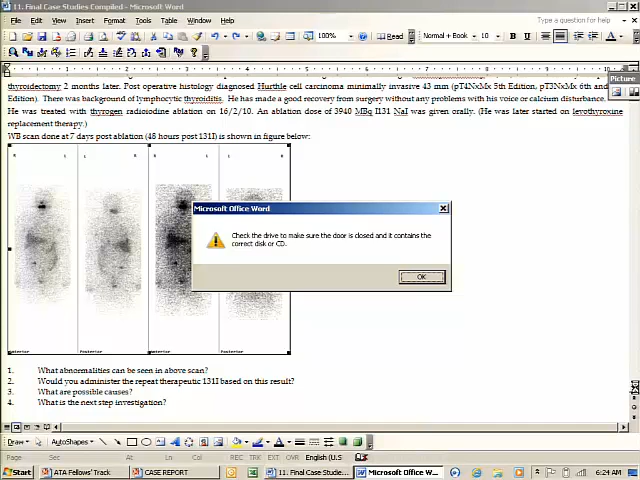 11. Final Case Studies Compiled - Microsoft Word
File Edit View Insert Format Tools Table Window Help Adobe PDF Acrobat Comments
Type a question for help
100% Read Normal + Book 10 B U A
thyroidectomy 2 months later. Post operative histology diagnosed Hurthle cell carcinoma minimally invasive 43 mm (pT4NxMx 5th Edition, pT3NxMx 6th and
Edition). There was background of lymphocytic thyroiditis. He has made a good recovery from surgery without any problems with his voice or calcium disturbance.
He was treated with thyrogen radioiodine ablation on 16/2/10. An ablation dose of 3940 MBq I131 NaI was given orally. (He was later started on levothyroxine
replacement therapy.)
WB scan done at 7 days post ablation (48 hours post 131I) is shown in figure below:
Picture
Microsoft Office Word
Check the drive to make sure the door is closed and it contains the
correct disk or CD.
OK
Anterior Posterior Anterior Posterior
1. What abnormalities can be seen in above scan?
2. Would you administer the repeat therapeutic 131I based on this result?
3. What are possible causes?
4. What is the next step investigation?
Draw AutoShapes
Page Sec At Ln Col REC TRK EXT OVR English (U.S
Start ATA Fellows' Track CASE REPORT 11. Final Case Studie... Microsoft Office W... 6:24 AM